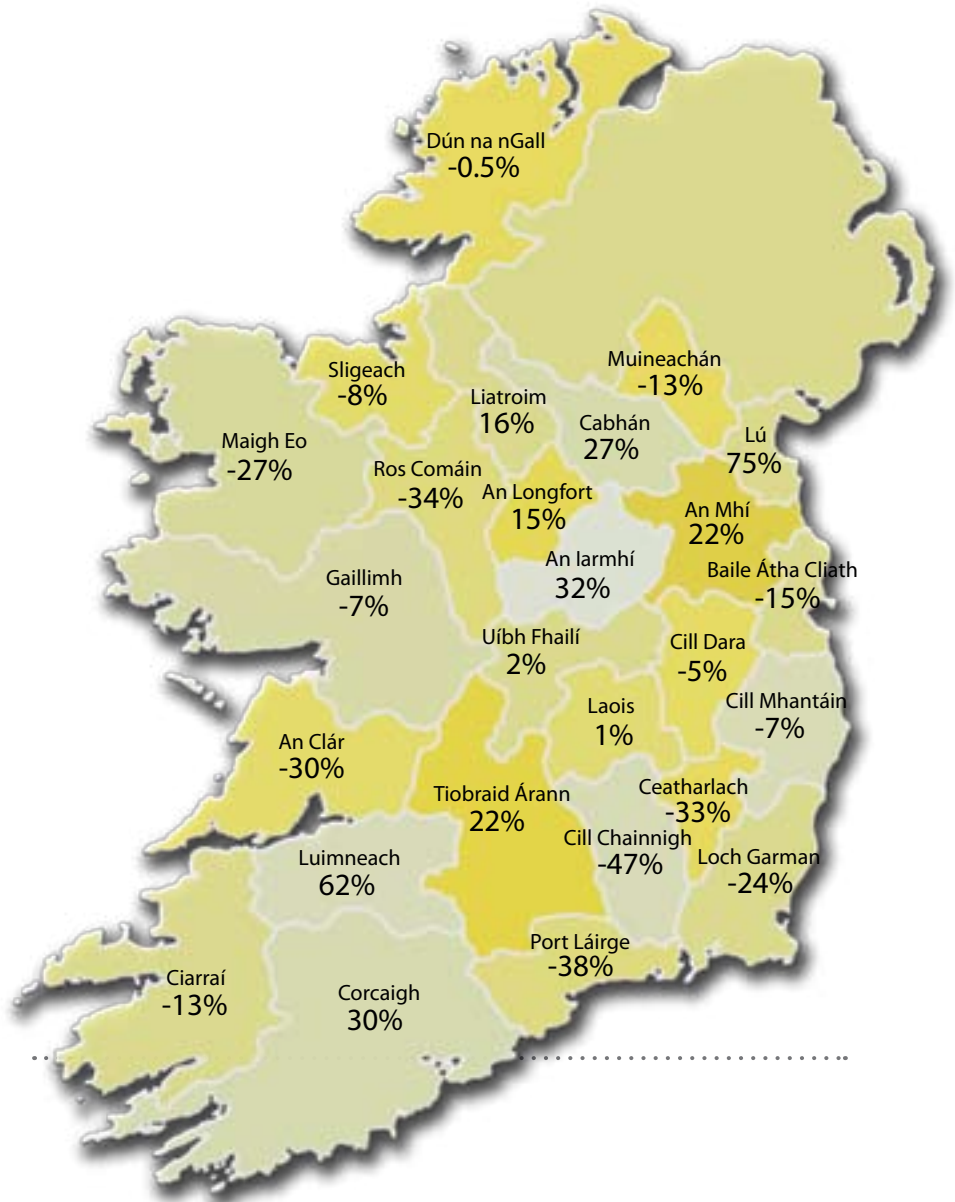 Dún na nGall
-0.5%
Sligeach
-8%
Muineachán
-13%
Liatroim
16%
Cabhán
27%
Lú
75%
Maigh Eo
-27%
Ros Comáin
-34%
An Longfort
15%
An Mhí
22%
An Iarmhí
32%
Baile Átha Cliath
-15%
Gaillimh
-7%
Uíbh Fhailí
2%
Cill Dara
-5%
Cill Mhantáin
-7%
Laois
1%
An Clár
-30%
Tiobraid Árann
22%
Ceatharlach
-33%
Cill Chainnigh
-47%
Loch Garman
-24%
Luimneach
62%
Port Láirge
-38%
Ciarraí
-13%
Corcaigh
30%